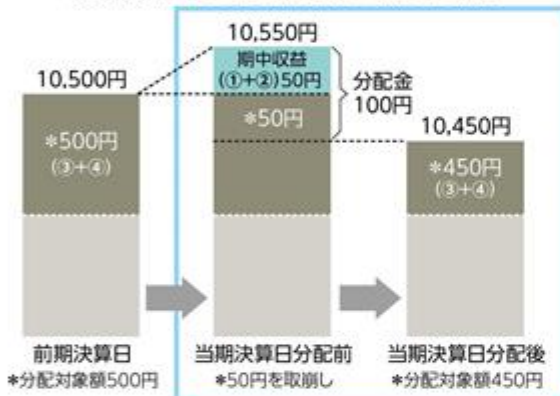 10,550円
期中収益
(①+②)50円
分配金
100円
10,500円
*50円
10,450円
*500円
(③+④)
*450円
(③+④)
前期決算日
*分配対象額500円
当期決算日分配前
*50円を取崩し
当期決算日分配後
*分配対象額450円